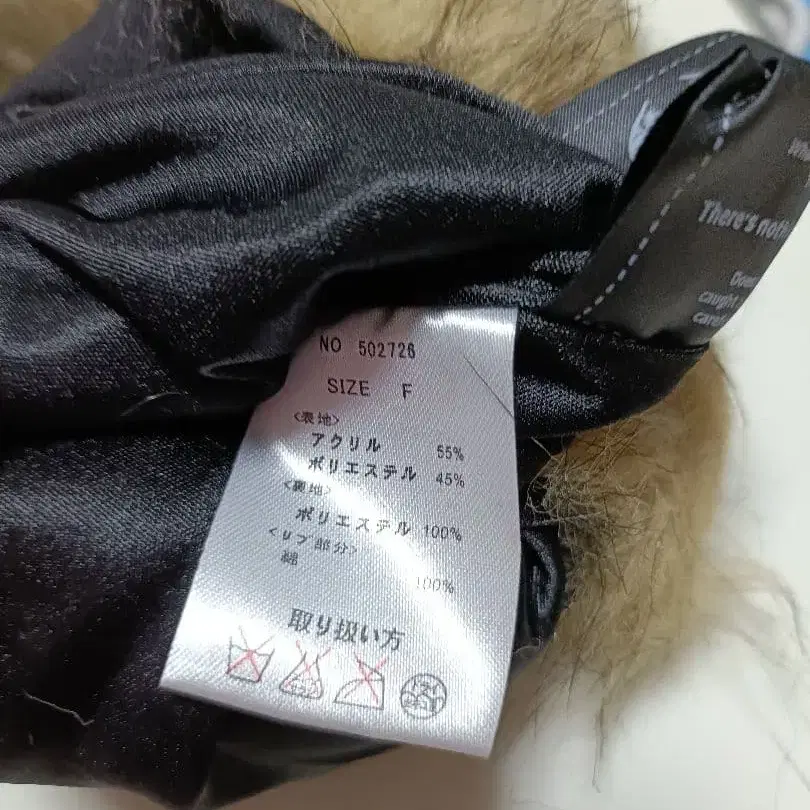 NO 502726
SIZE F
<表地>
アクリル 55%
ポリエステル 45%
<裏地>
ポリエステル 100%
<リブ部分>
綿 100%
取り扱い方
There's
caught